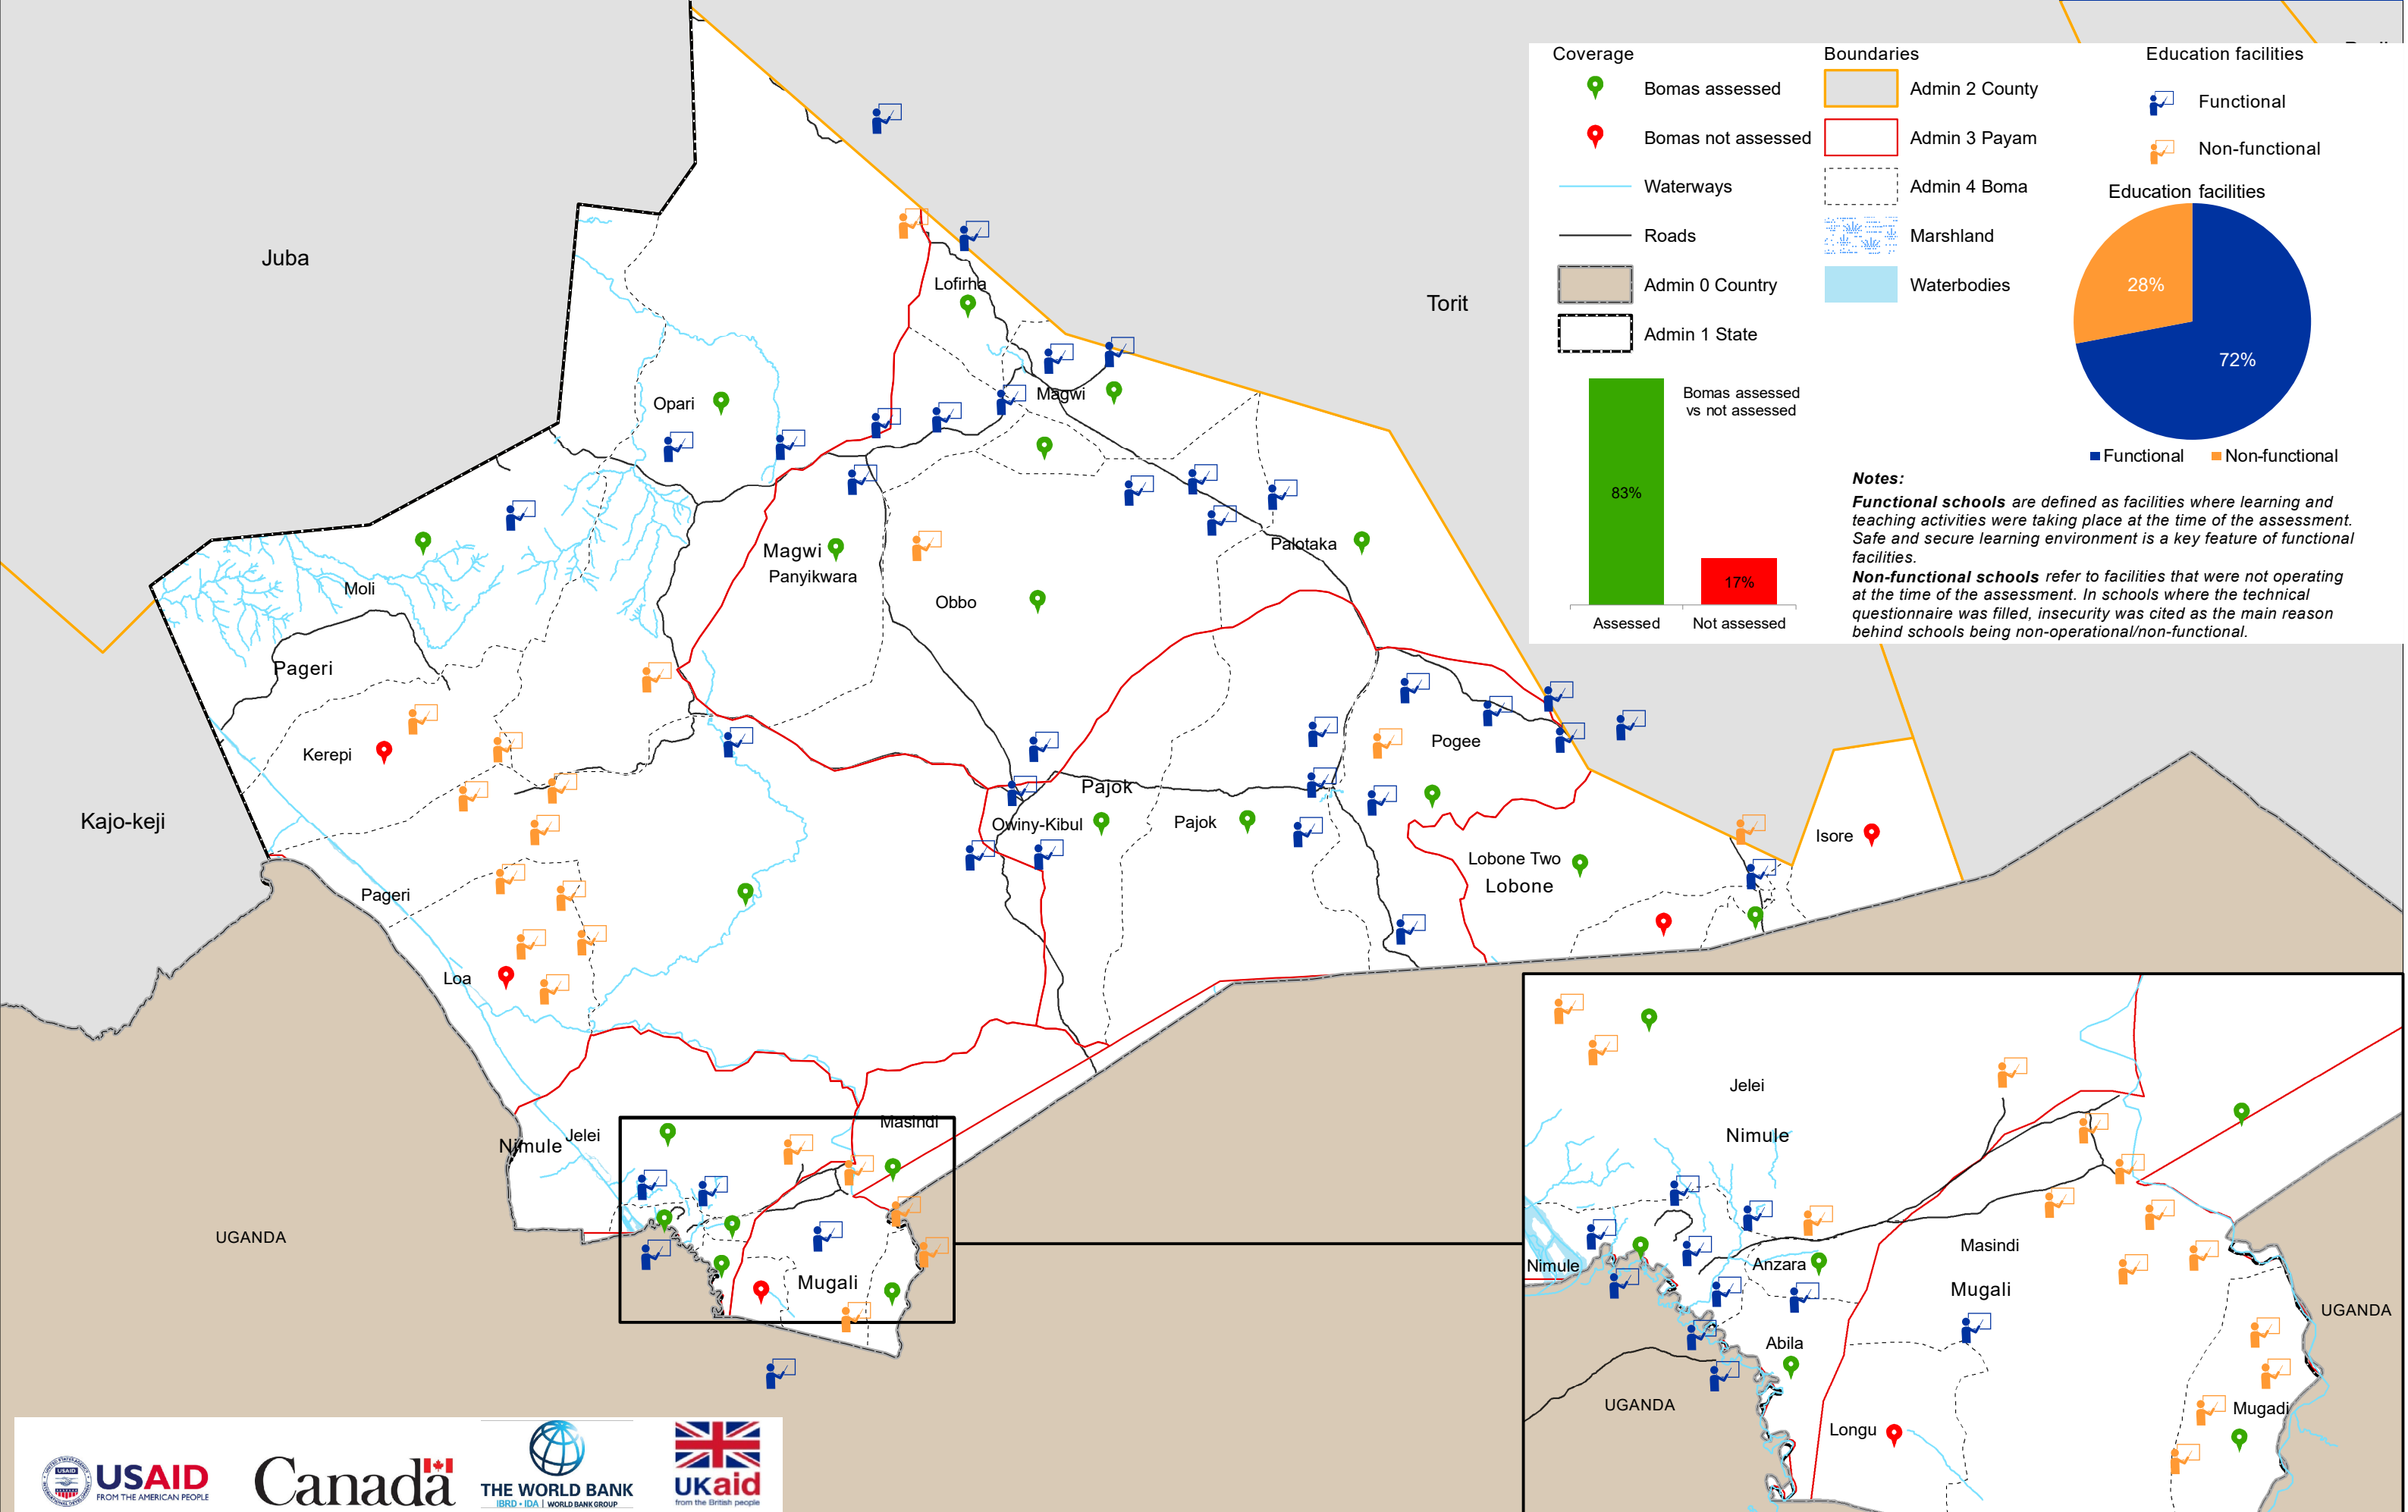 Coverage
Bomas assessed
Bomas not assessed
Waterways
Roads
Admin 0 Country
Admin 1 State
Boundaries
Admin 2 County
Admin 3 Payam
Admin 4 Boma
Marshland
Waterbodies
Education facilities
Functional
Non-functional
Education facilities
28%
72%
Functional
Non-functional
Bomas assessed
vs not assessed
83%
17%
Assessed
Not assessed
Notes:
Functional schools are defined as facilities where learning and
teaching activities were taking place at the time of the assessment.
Safe and secure learning environment is a key feature of functional
facilities.
Non-functional schools refer to facilities that were not operating
at the time of the assessment. In schools where the technical
questionnaire was filled, insecurity was cited as the main reason
behind schools being non-operational/non-functional.
Juba
Torit
Lofirha
Opari
Magwi
Magwi
Panyikwara
Palotaka
Moli
Obbo
Pageri
Kerepi
Pogee
Kajo-keji
Pajok
Owiny-Kibul
Pajok
Isore
Lobone Two
Lobone
Pageri
Loa
Masindi
Nimule
Jelei
UGANDA
Mugali
Jelei
Nimule
Masindi
Nimule
Anzara
Mugali
UGANDA
Abila
UGANDA
Longu
Mugadi
USAID
FROM THE AMERICAN PEOPLE
Canada
THE WORLD BANK
IBRD • IDA | WORLD BANK GROUP
UKaid
from the British people